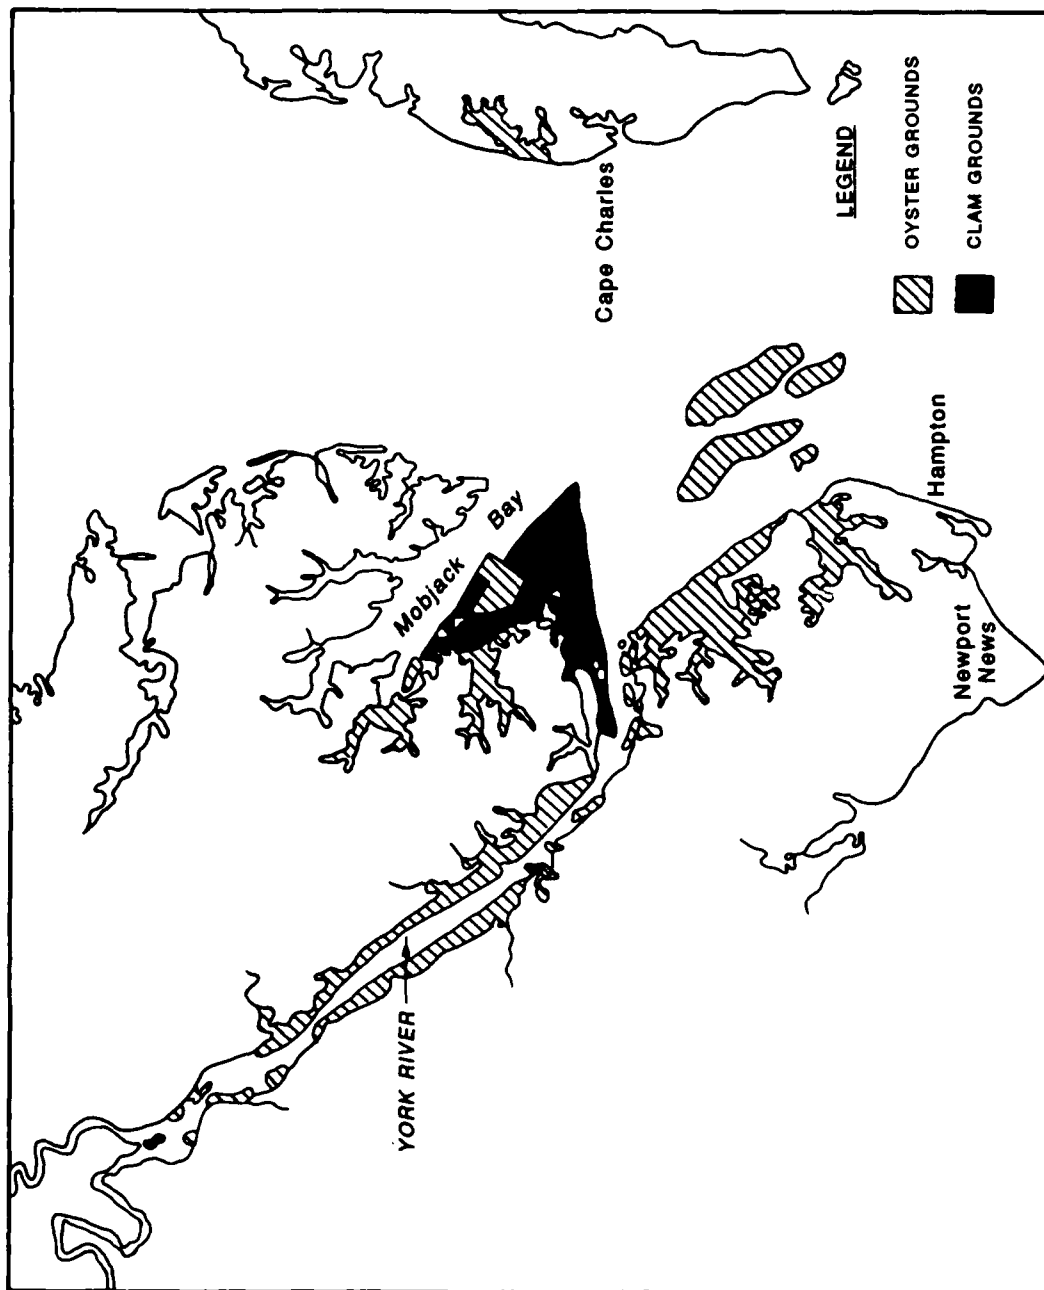 Mobjack Bay
YORK RIVER
Cape Charles
Hampton
Newport
News
LEGEND
OYSTER GROUNDS
CLAM GROUNDS